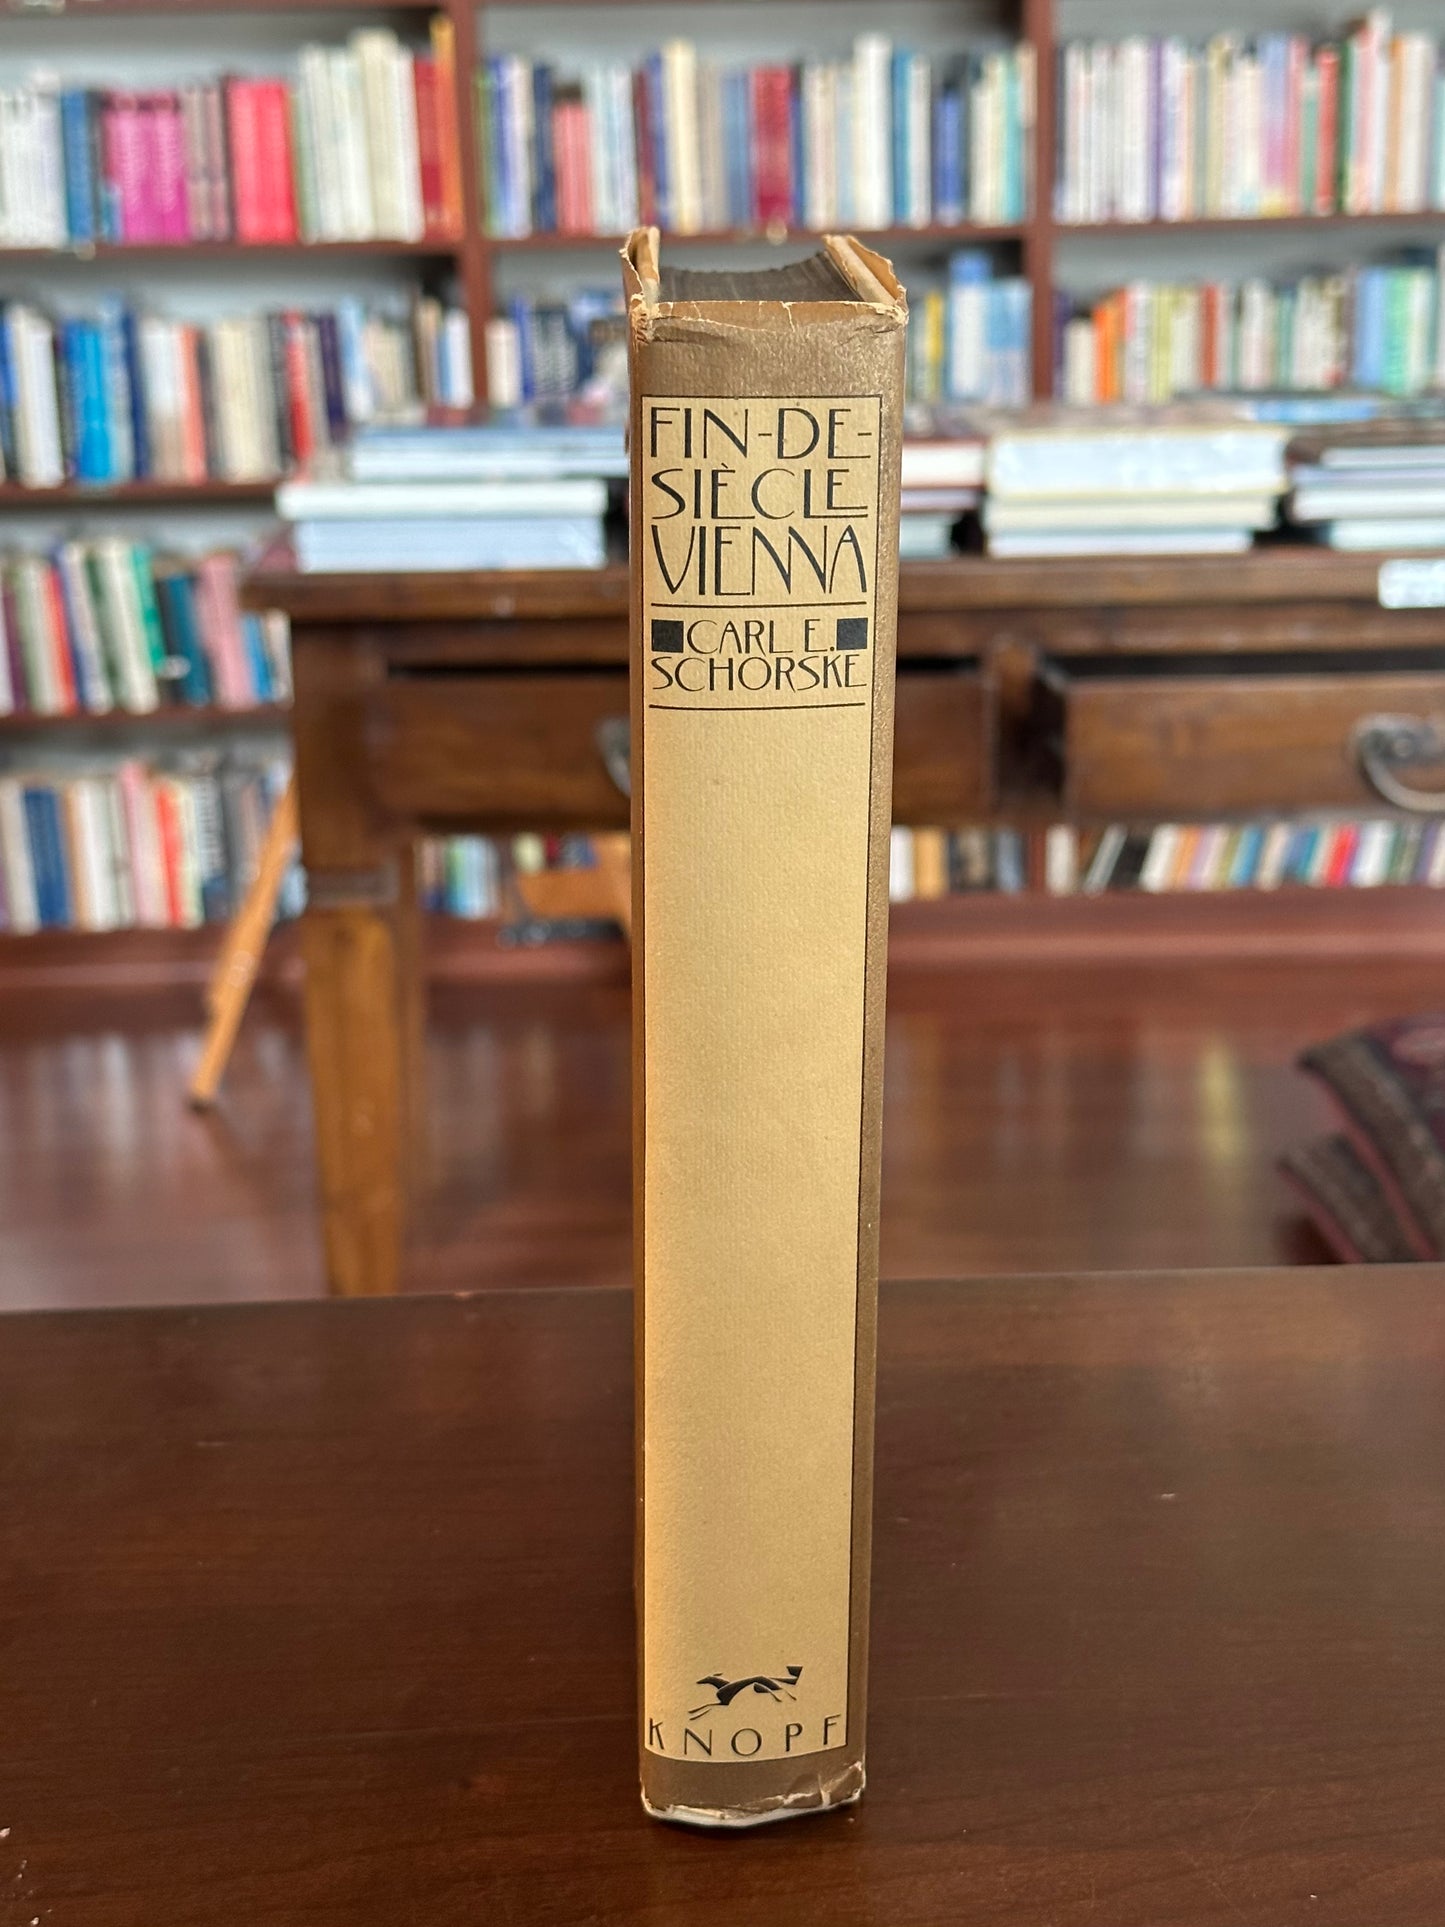 FIN-DE-
SIÈCLE
VIENNA
CARL E.
SCHORSKE
KNOPF